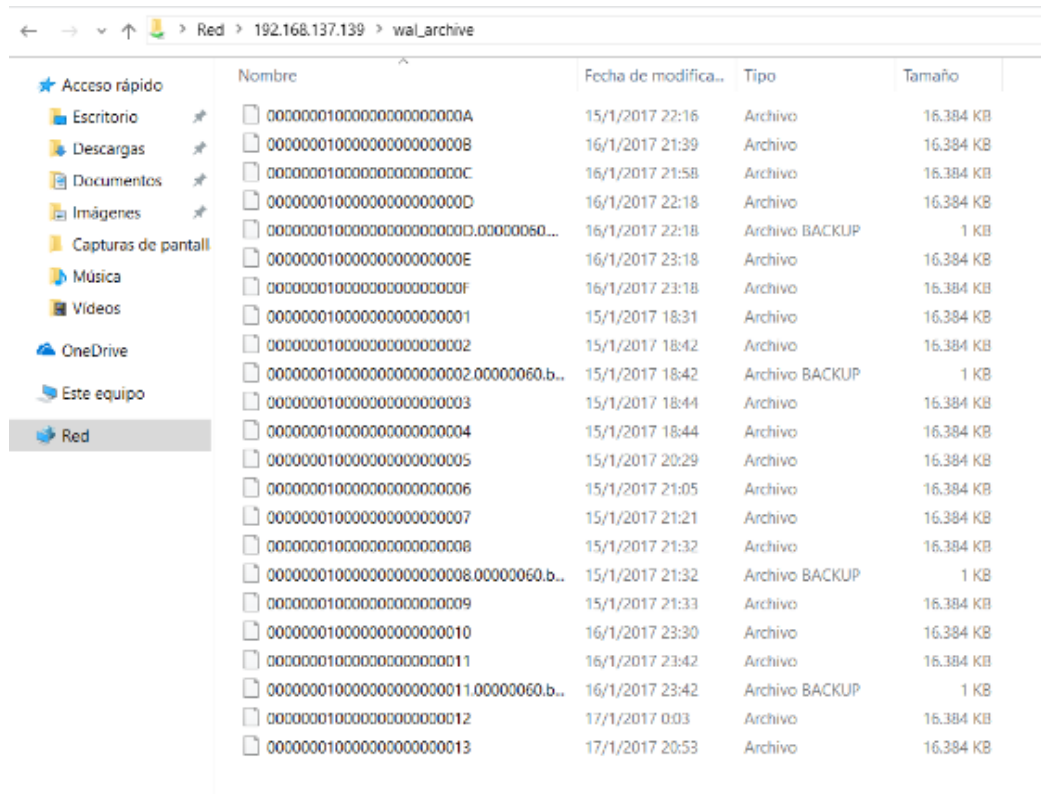 Red > 192.168.137.139 > wal_archive
Acceso rápido
Escritorio
Descargas
Documentos
Imágenes
Capturas de pantall
Música
Vídeos
OneDrive
Este equipo
Red
Nombre Fecha de modifica... Tipo Tamaño
00000001000000000000000A 15/1/2017 22:16 Archivo 16.384 KB
00000001000000000000000B 16/1/2017 21:39 Archivo 16.384 KB
00000001000000000000000C 16/1/2017 21:58 Archivo 16.384 KB
00000001000000000000000D 16/1/2017 22:18 Archivo 16.384 KB
00000001000000000000000D.00000060.... 16/1/2017 22:18 Archivo BACKUP 1 KB
00000001000000000000000E 16/1/2017 23:18 Archivo 16.384 KB
00000001000000000000000F 16/1/2017 23:18 Archivo 16.384 KB
000000010000000000000001 15/1/2017 18:31 Archivo 16.384 KB
000000010000000000000002 15/1/2017 18:42 Archivo 16.384 KB
000000010000000000000002.00000060.b... 15/1/2017 18:42 Archivo BACKUP 1 KB
000000010000000000000003 15/1/2017 18:44 Archivo 16.384 KB
000000010000000000000004 15/1/2017 18:44 Archivo 16.384 KB
000000010000000000000005 15/1/2017 20:29 Archivo 16.384 KB
000000010000000000000006 15/1/2017 21:05 Archivo 16.384 KB
000000010000000000000007 15/1/2017 21:21 Archivo 16.384 KB
000000010000000000000008 15/1/2017 21:32 Archivo 16.384 KB
000000010000000000000008.00000060.b... 15/1/2017 21:32 Archivo BACKUP 1 KB
000000010000000000000009 15/1/2017 21:33 Archivo 16.384 KB
000000010000000000000010 16/1/2017 23:30 Archivo 16.384 KB
000000010000000000000011 16/1/2017 23:42 Archivo 16.384 KB
000000010000000000000011.00000060.b... 16/1/2017 23:42 Archivo BACKUP 1 KB
000000010000000000000012 17/1/2017 0:03 Archivo 16.384 KB
000000010000000000000013 17/1/2017 20:53 Archivo 16.384 KB